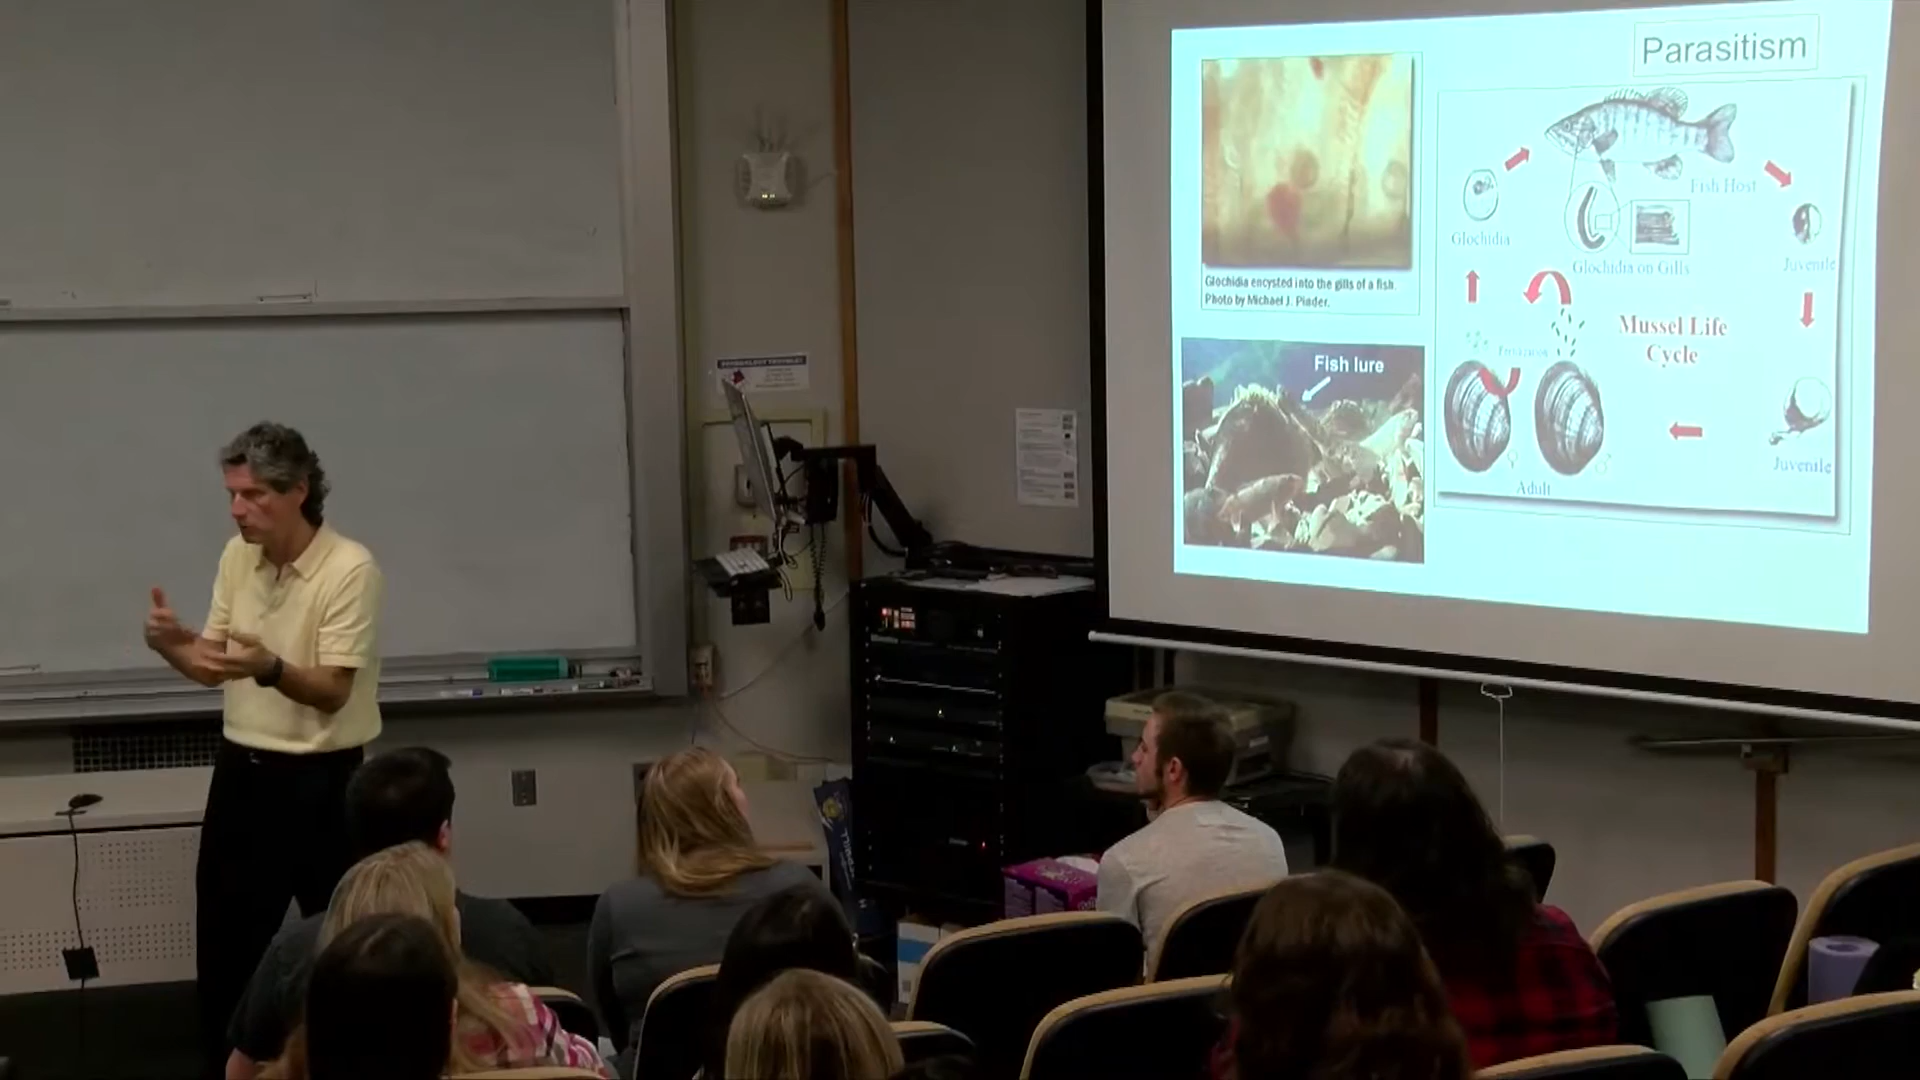 Parasitism
Glochidia encysted into the gills of a fish.
Photo by Michael J. Pinder.
Fish lure
Fish Host
Glochidia
Glochidia on Gills
Juvenile
Mussel Life
Cycle
Juvenile
Adult
♀
♂